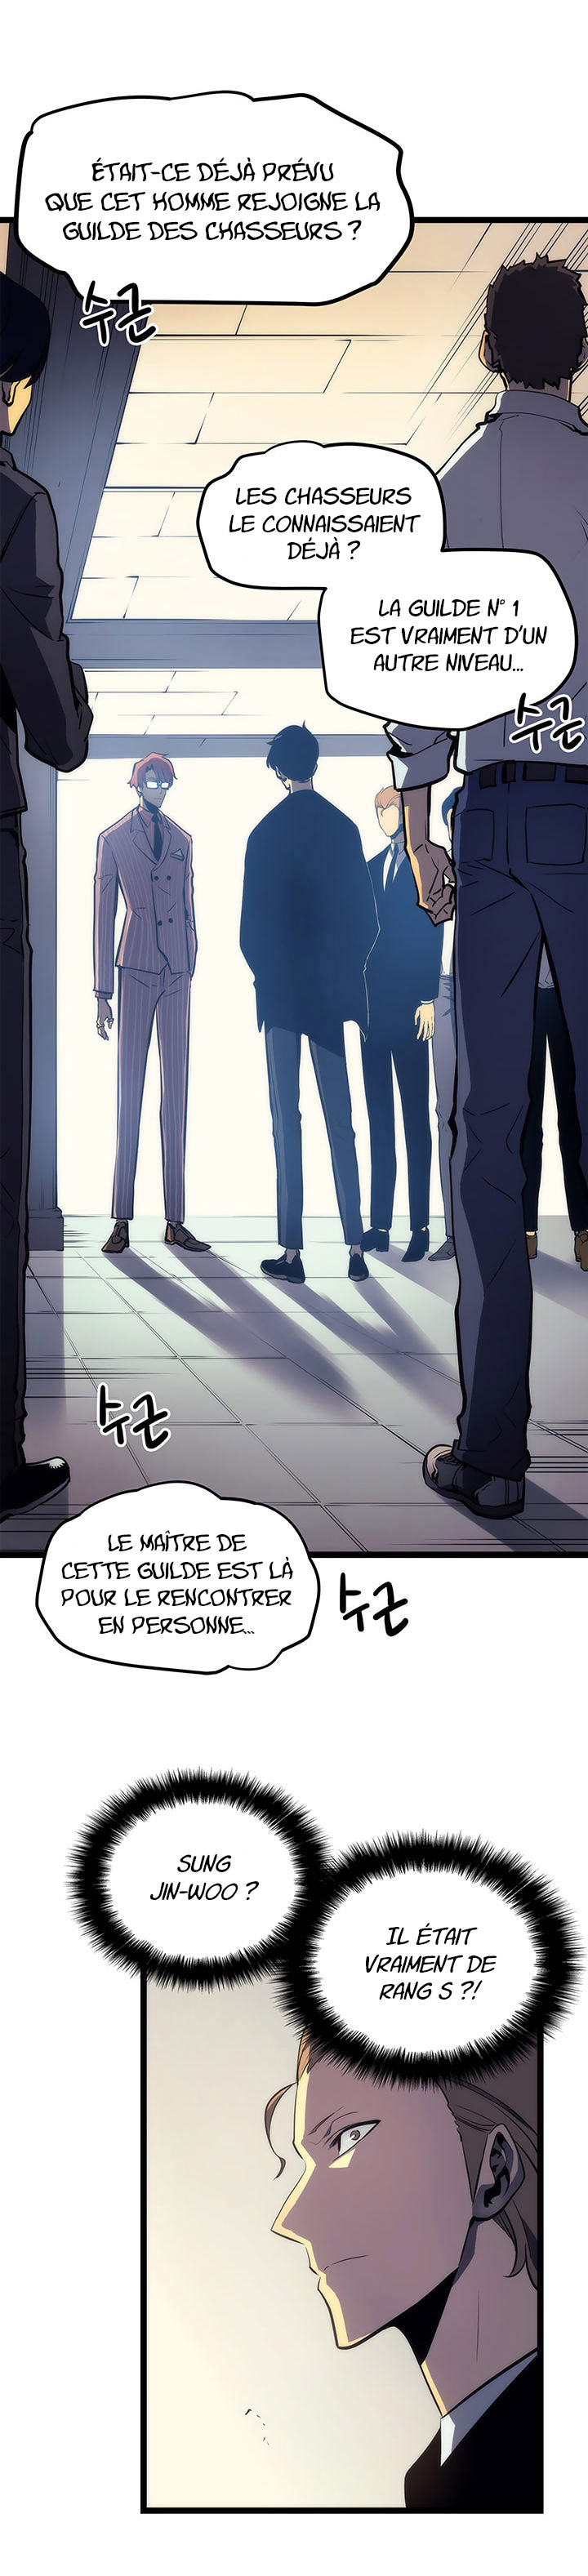 ÉTAIT-CE DÉJÀ PRÉVU
QUE CET HOMME REJOIGNE LA
GUILDE DES CHASSEURS ?
수군
LES CHASSEURS
LE CONNAISSAIENT
DÉJÀ ?
LA GUILDE N° 1
EST VRAIMENT D'UN
AUTRE NIVEAU...
수군
수군
LE MAÎTRE DE
CETTE GUILDE EST LÀ
POUR LE RENCONTRER
EN PERSONNE...
수군
SUNG
JIN-WOO ?
IL ÉTAIT
VRAIMENT DE
RANG S ?!